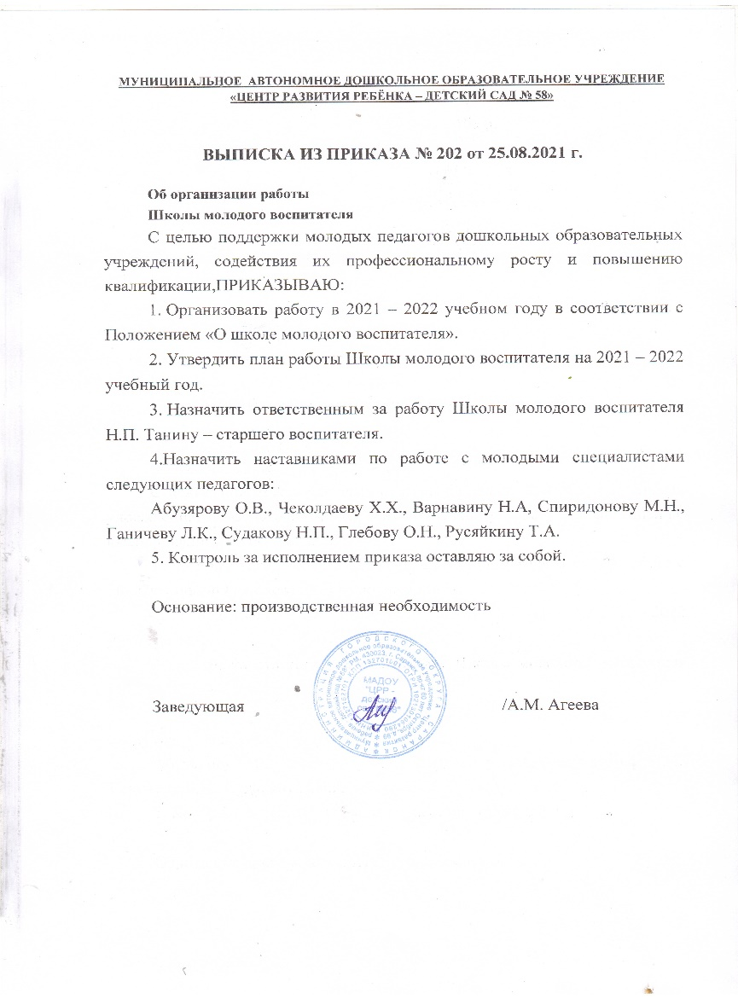 МУНИЦИПАЛЬНОЕ АВТОНОМНОЕ ДОШКОЛЬНОЕ ОБРАЗОВАТЕЛЬНОЕ УЧРЕЖДЕНИЕ
«ЦЕНТР РАЗВИТИЯ РЕБЁНКА – ДЕТСКИЙ САД № 58»
ВЫПИСКА ИЗ ПРИКАЗА № 202 от 25.08.2021 г.
Об организации работы
Школы молодого воспитателя
С целью поддержки молодых педагогов дошкольных образовательных
учреждений, содействия их профессиональному росту и повышению
квалификации,ПРИКАЗЫВАЮ:
1. Организовать работу в 2021 – 2022 учебном году в соответствии с
Положением «О школе молодого воспитателя».
2. Утвердить план работы Школы молодого воспитателя на 2021 – 2022
учебный год.
3. Назначить ответственным за работу Школы молодого воспитателя
Н.П. Танину – старшего воспитателя.
4.Назначить наставниками по работе с молодыми специалистами
следующих педагогов:
Абузярову О.В., Чеколдаеву Х.Х., Варнавину Н.А, Спиридонову М.Н.,
Ганичеву Л.К., Судакову Н.П., Глебову О.Н., Русяйкину Т.А.
5. Контроль за исполнением приказа оставляю за собой.
Основание: производственная необходимость
Заведующая /А.М. Агеева
АДМИНИСТРАЦИЯ ГОРОДСКОГО ОКРУГА САРАНСК
МАДОУ
"ЦРР -